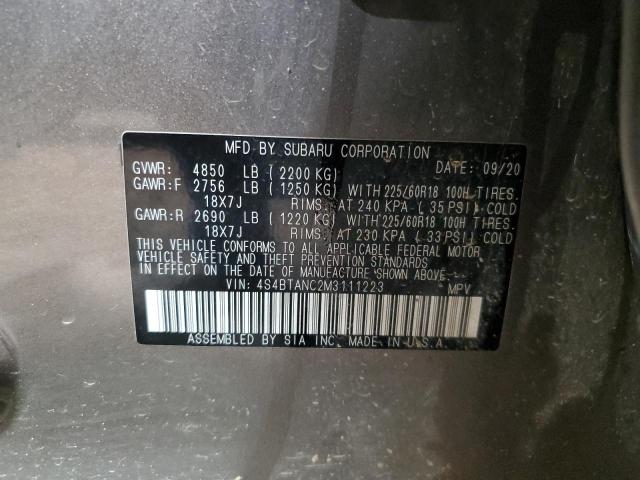 MFD BY SUBARU CORPORATION
GVWR: 4850 LB (2200 KG) DATE: 09/20
GAWR:F 2756 LB (1250 KG) WITH 225/60R18 100H TIRES.
18X7J RIMS. AT 240 KPA (35 PSI) COLD
GAWR:R 2690 LB (1220 KG) WITH 225/60R18 100H TIRES.
18X7J RIMS. AT 230 KPA (33 PSI) COLD
THIS VEHICLE CONFORMS TO ALL APPLICABLE FEDERAL MOTOR
VEHICLE SAFETY AND THEFT PREVENTION STANDARDS
IN EFFECT ON THE DATE OF MANUFACTURE SHOWN ABOVE.
VIN: 4S4BTANC2M3111223 MPV
ASSEMBLED BY SIA INC. MADE IN U.S.A.